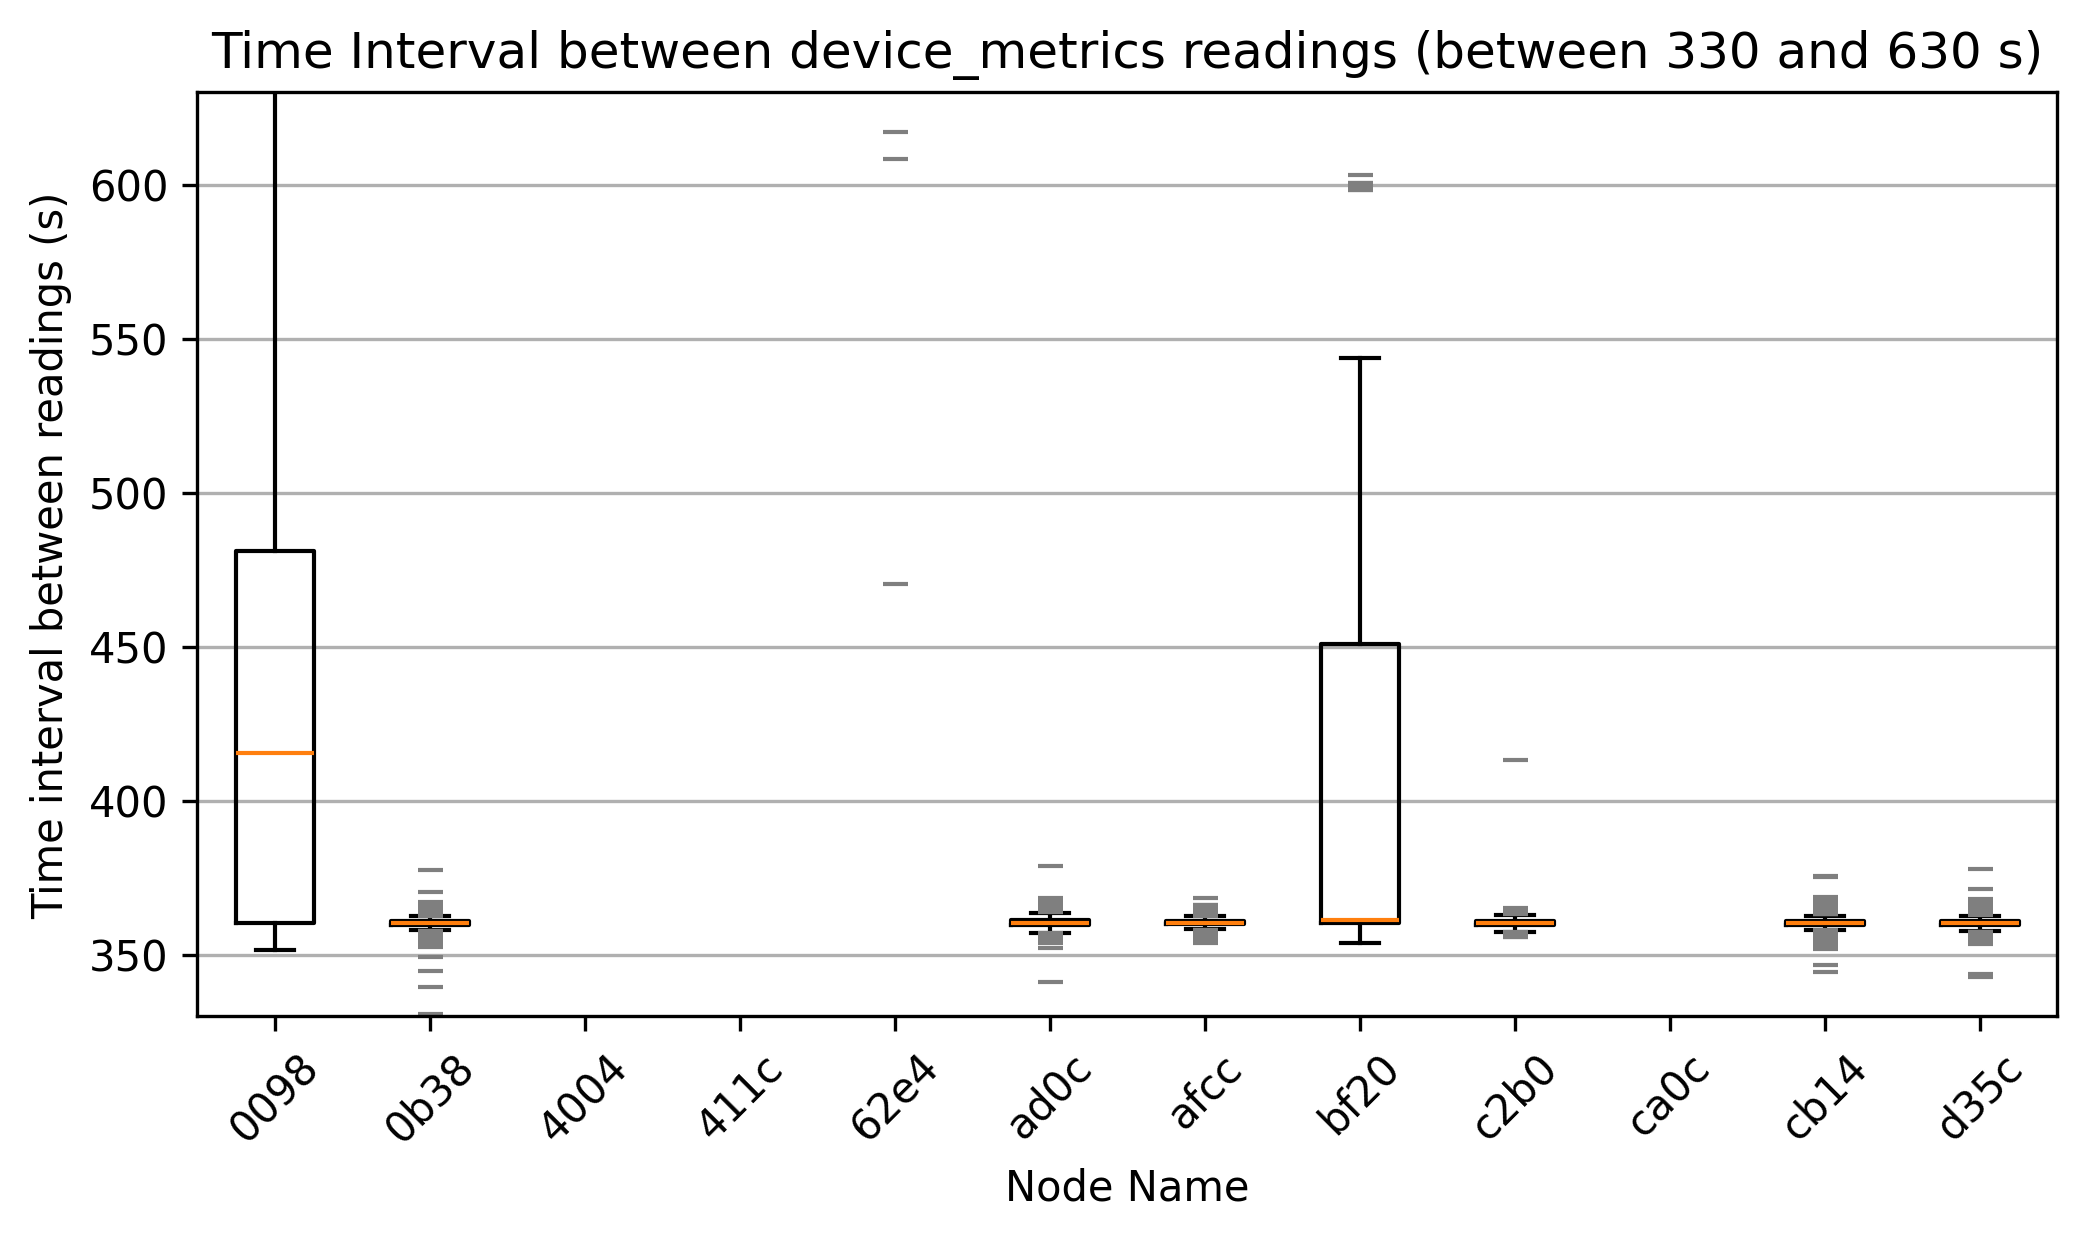 Time Interval between device_metrics readings (between 330 and 630 s)
Time interval between readings (s)
600
550
500
450
400
350
0098
0b38
4004
411c
62e4
ad0c
afcc
bf20
c2b0
ca0c
cb14
d35c
Node Name